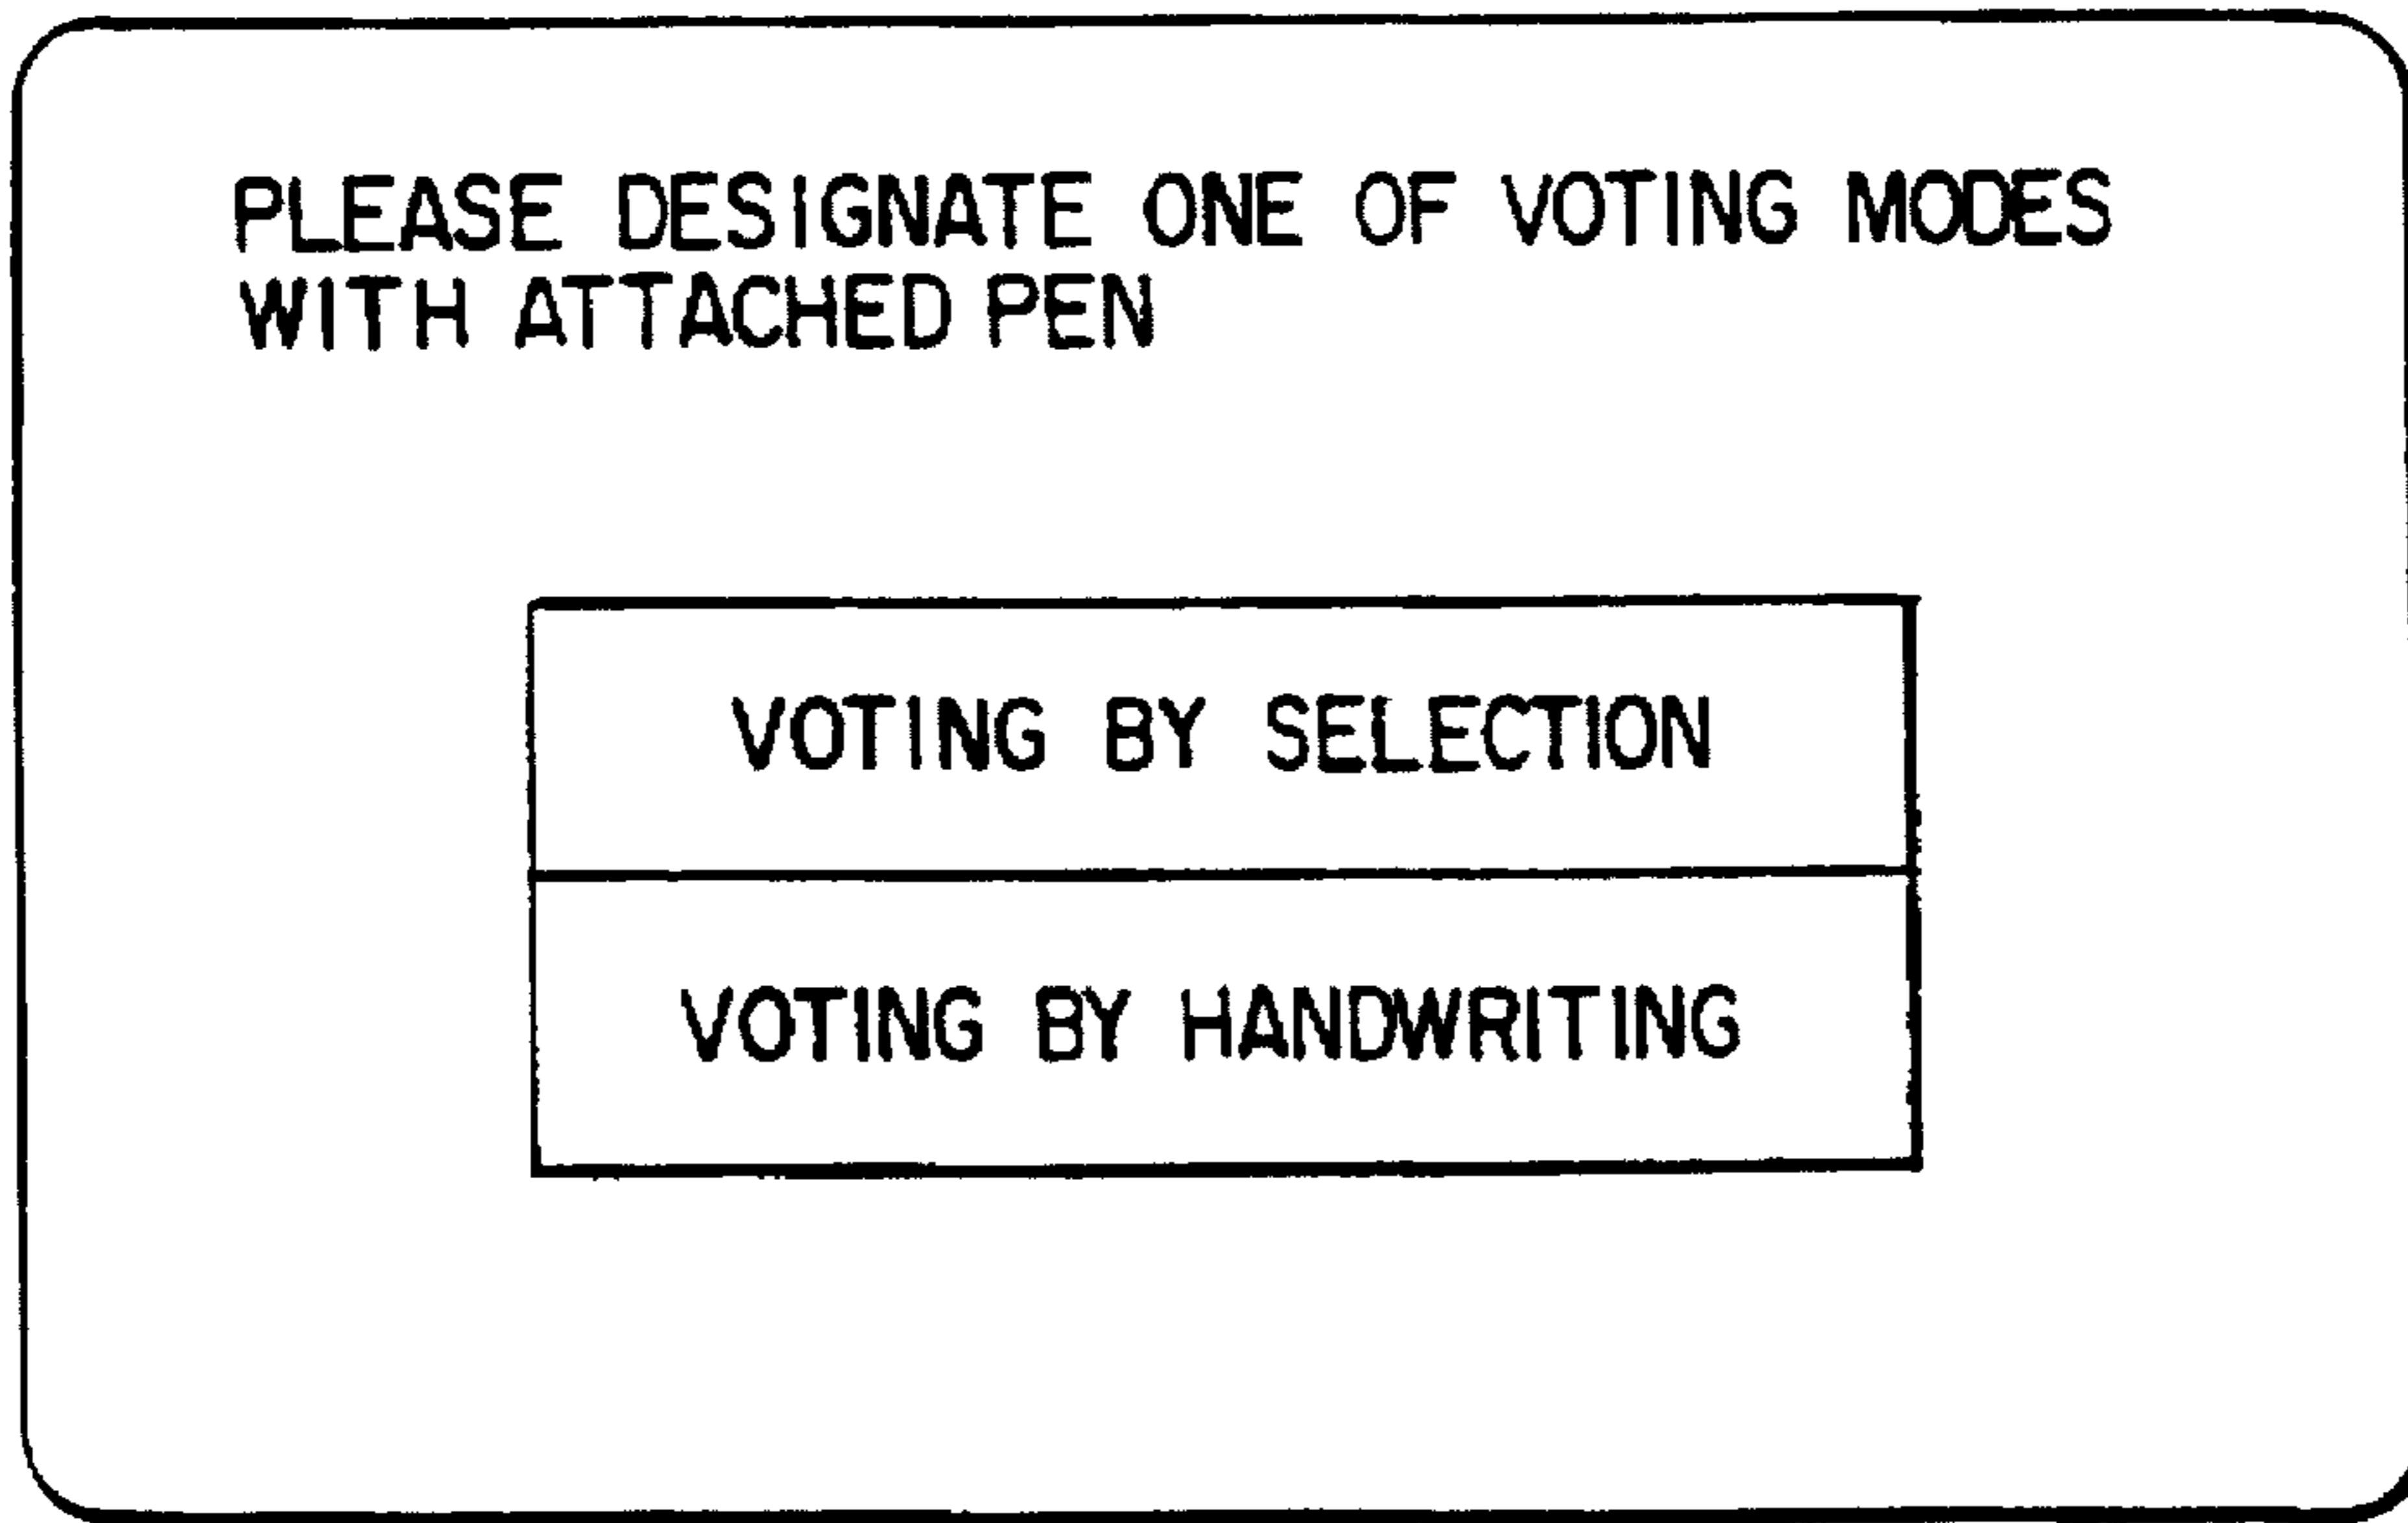 PLEASE DESIGNATE ONE OF VOTING MODES
WITH ATTACHED PEN
VOTING BY SELECTION
VOTING BY HANDWRITING